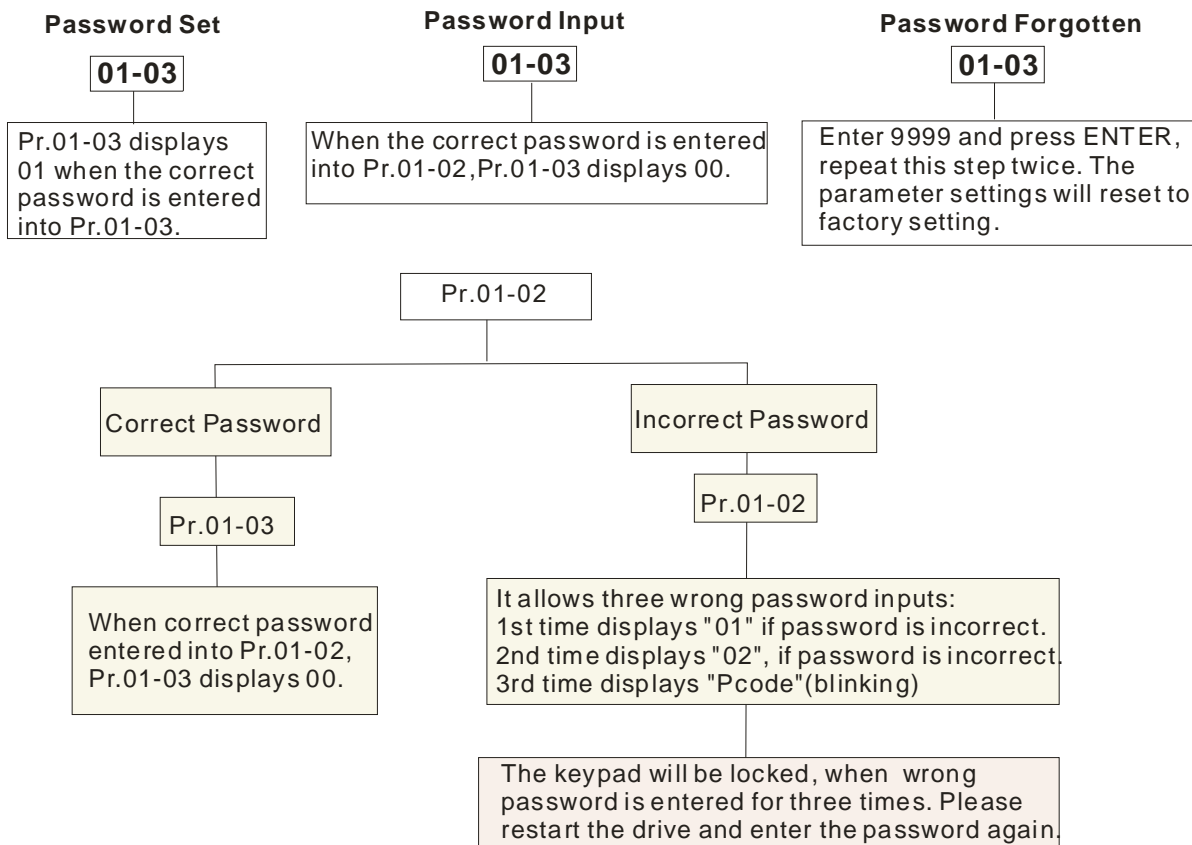 Password Set
01-03
Pr.01-03 displays
01 when the correct
password is entered
into Pr.01-03.
Password Input
01-03
When the correct password is entered
into Pr.01-02,Pr.01-03 displays 00.
Password Forgotten
01-03
Enter 9999 and press ENTER,
repeat this step twice. The
parameter settings will reset to
factory setting.
Pr.01-02
Correct Password
Pr.01-03
When correct password
entered into Pr.01-02,
Pr.01-03 displays 00.
Incorrect Password
Pr.01-02
It allows three wrong password inputs:
1st time displays "01" if password is incorrect.
2nd time displays "02", if password is incorrect.
3rd time displays "Pcode"(blinking)
The keypad will be locked, when wrong
password is entered for three times. Please
restart the drive and enter the password again.